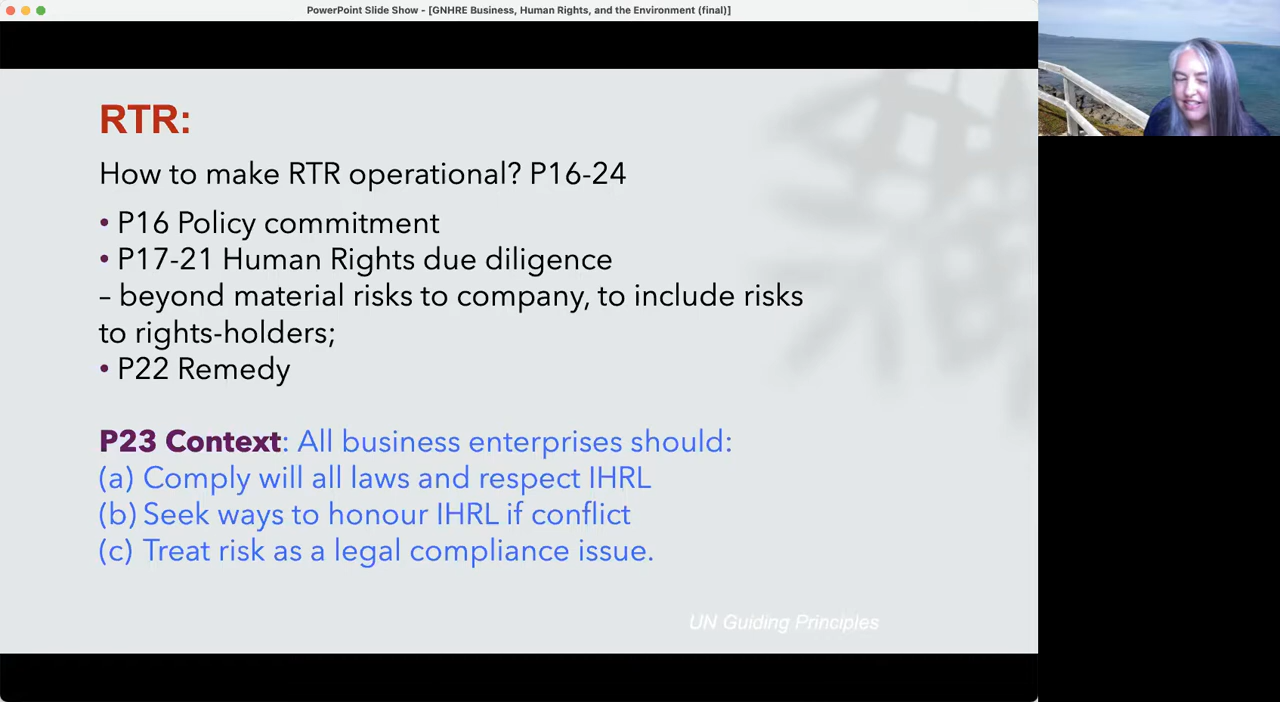 PowerPoint Slide Show - [GNHRE Business, Human Rights, and the Environment (final)]
RTR:
How to make RTR operational? P16-24
• P16 Policy commitment
• P17-21 Human Rights due diligence
– beyond material risks to company, to include risks
to rights-holders;
• P22 Remedy
P23 Context: All business enterprises should:
(a) Comply will all laws and respect IHRL
(b) Seek ways to honour IHRL if conflict
(c) Treat risk as a legal compliance issue.
UN Guiding Principles